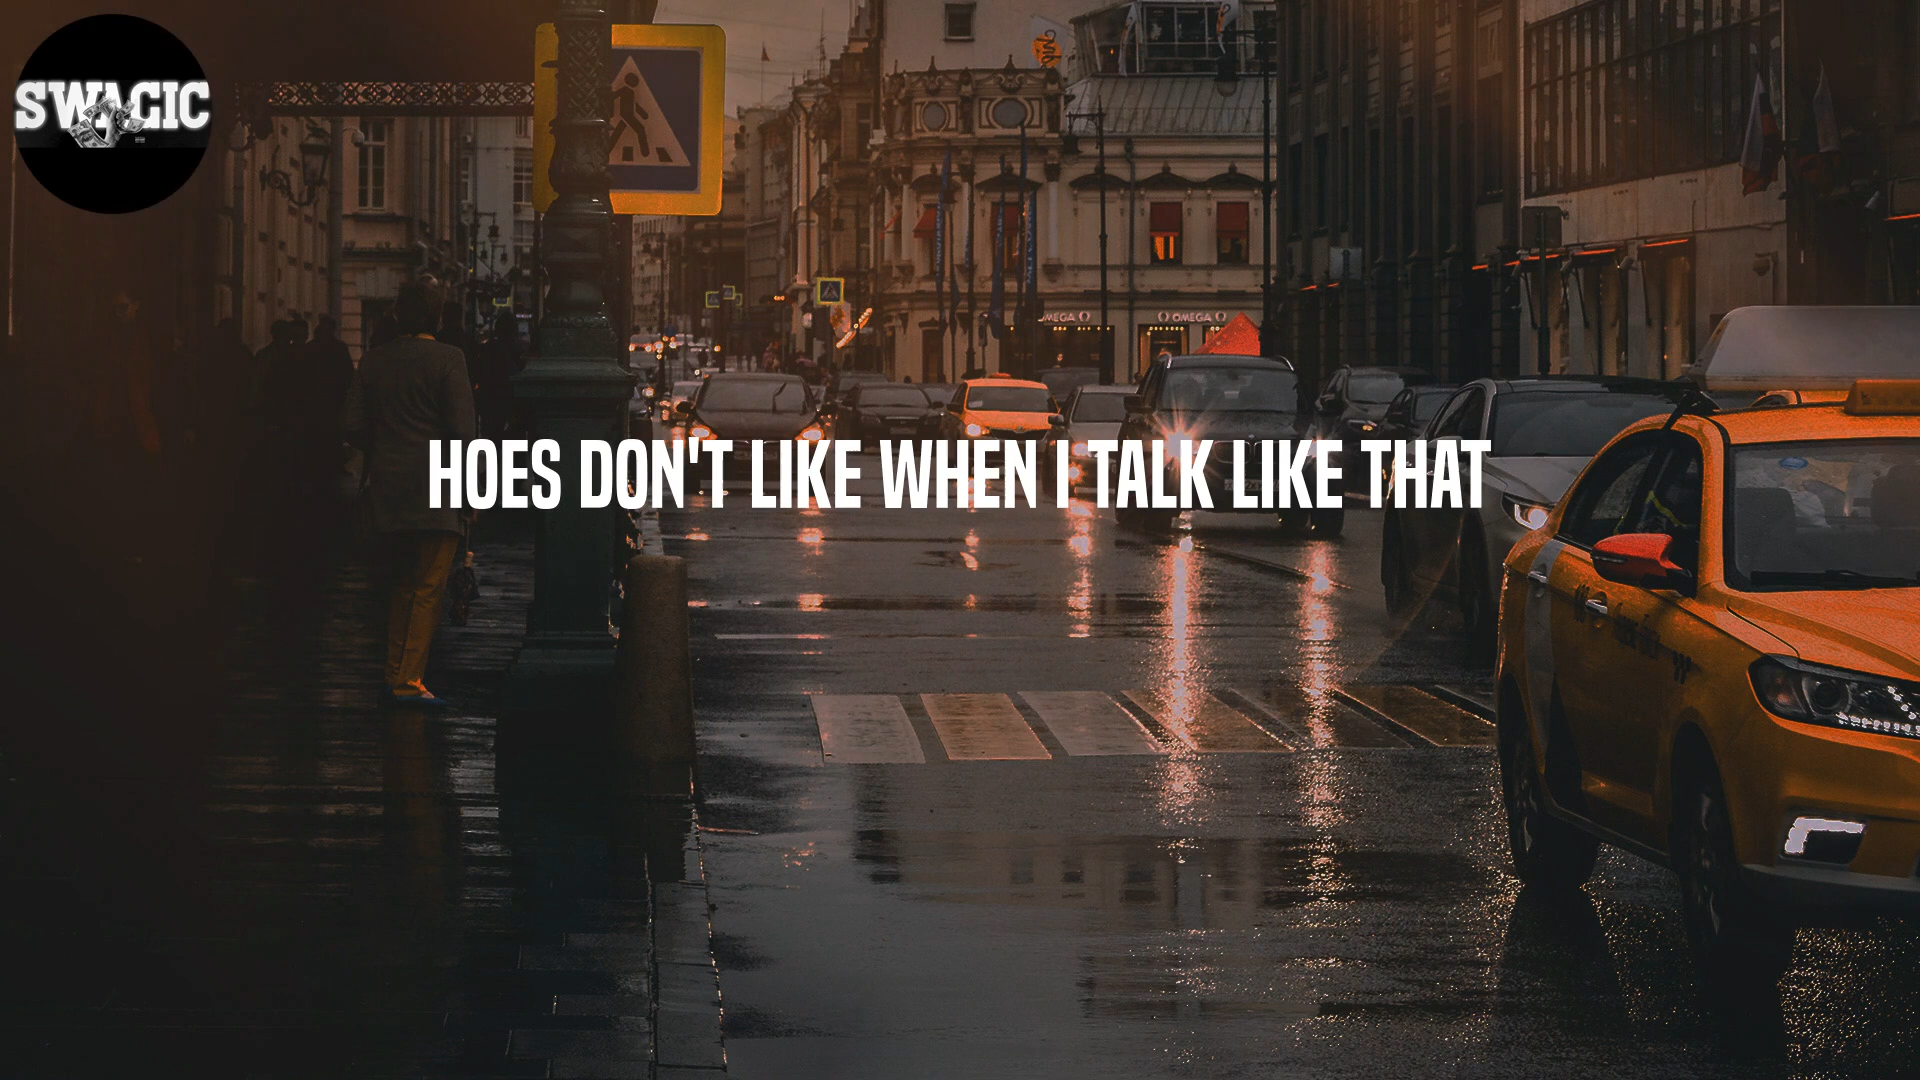 SWAGIC
OMEGA
HOES DON'T LIKE WHEN I TALK LIKE THAT